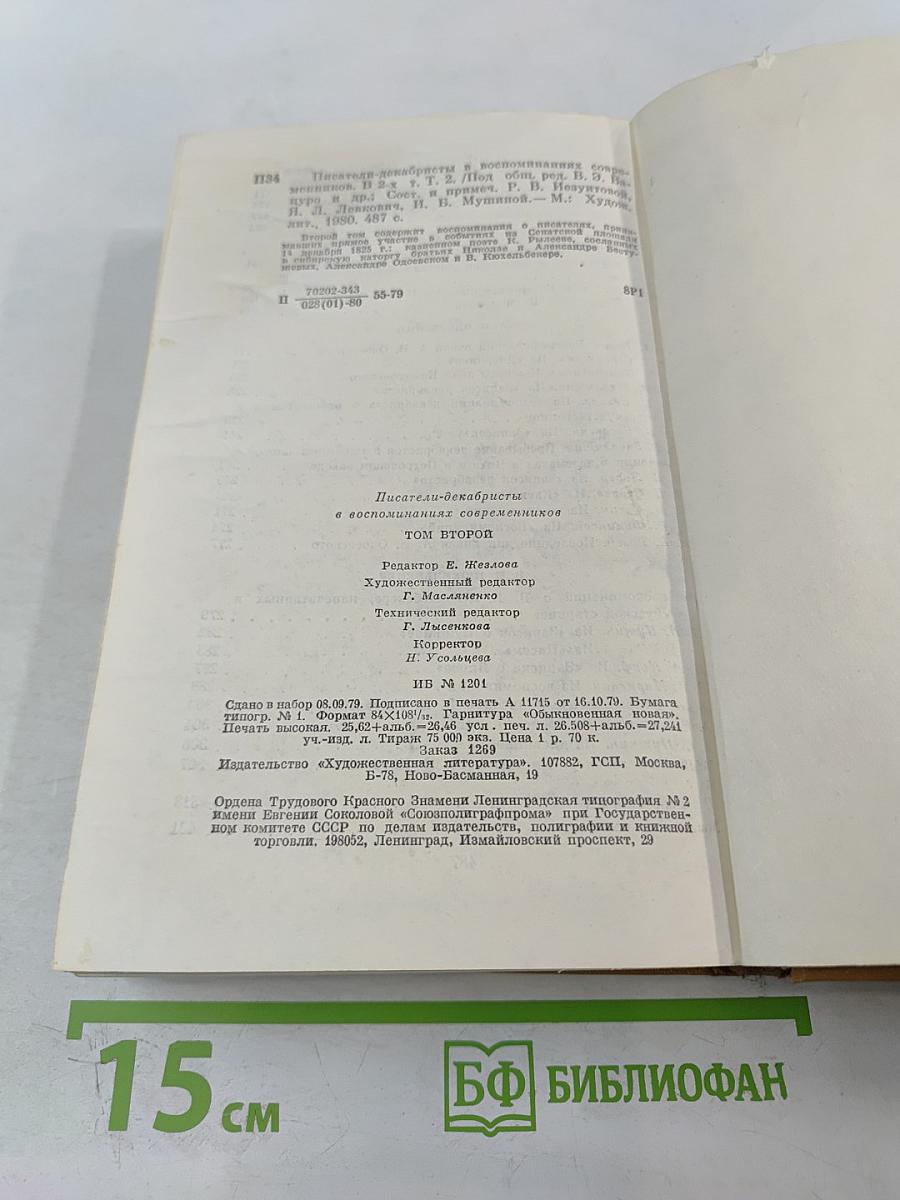 П34 Писатели-декабристы в воспоминаниях совре-
менников. В 2-х т. Т. 2. /Под общ. ред. В. Э. Ва-
цуро и др.; Сост. и примеч. Р. В. Иезуитовой,
Я. Л. Левкович, И. Б. Мушиной.— М.: Худож.
лит., 1980. 487 с.
Второй том содержит воспоминания о писателях, прини-
мавших прямое участие в событиях на Сенатской площади
14 декабря 1825 г.: казненном поэте К. Рылееве, сосланных
в сибирскую каторгу братьях Николае и Александре Бесту-
жевых, Александре Одоевском и В. Кюхельбекере.
П 70202-343 / 028(01)-80 55-79 8Р1
Писатели-декабристы
в воспоминаниях современников
ТОМ ВТОРОЙ
Редактор Е. Жезлова
Художественный редактор
Г. Масляненко
Технический редактор
Г. Лысенкова
Корректор
Н. Усольцева
ИБ № 1201
Сдано в набор 08.09.79. Подписано в печать А 11715 от 16.10.79. Бумага
типогр. № 1. Формат 84×108¹/₃₂. Гарнитура «Обыкновенная новая».
Печать высокая. 25,62+альб.=26,46 усл. печ. л. 26.508+альб.=27,241
уч.-изд. л. Тираж 75 000 экз. Цена 1 р. 70 к.
Заказ 1269
Издательство «Художественная литература». 107882, ГСП, Москва,
Б-78, Ново-Басманная, 19
Ордена Трудового Красного Знамени Ленинградская типография № 2
имени Евгении Соколовой «Союзполиграфпрома» при Государствен-
ном комитете СССР по делам издательств, полиграфии и книжной
торговли. 198052, Ленинград, Измайловский проспект, 29
15 см
БФ БИБЛИОФАН